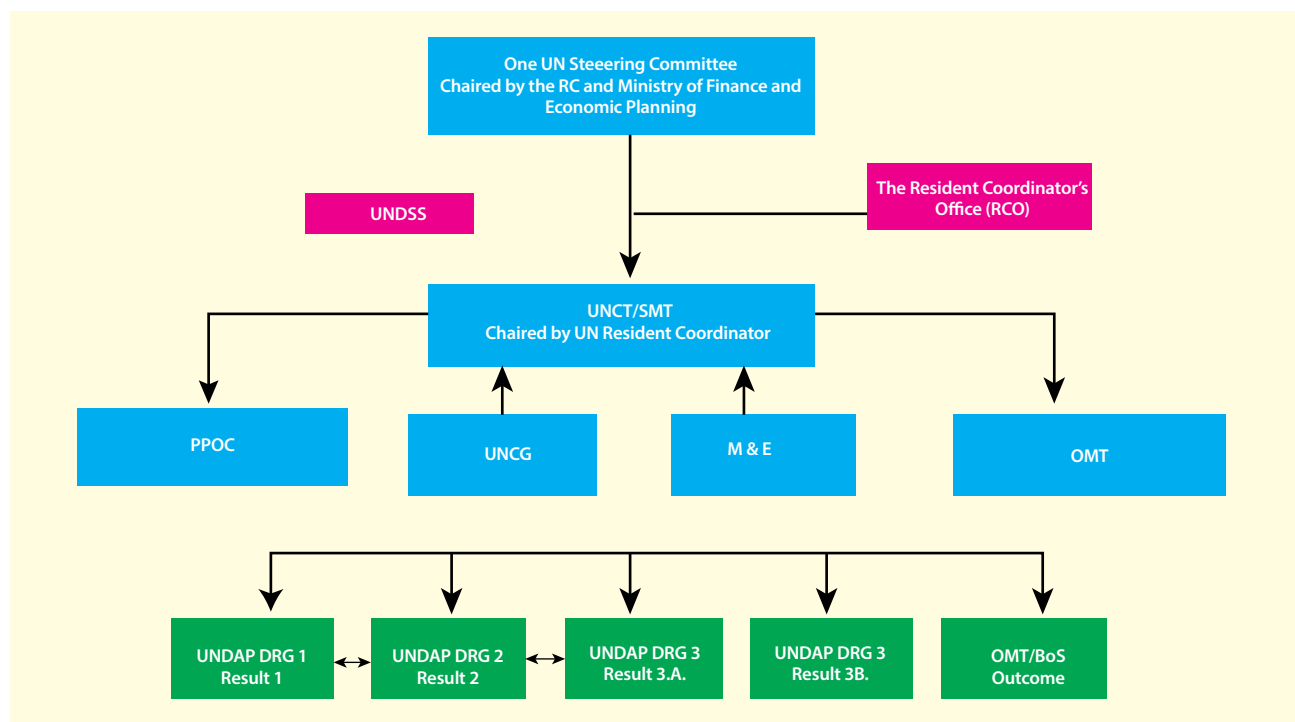 One UN Steeering Committee
Chaired by the RC and Ministry of Finance and
Economic Planning
The Resident Coordinator's
Office (RCO)
UNDSS
UNCT/SMT
Chaired by UN Resident Coordinator
PPOC
UNCG
M & E
OMT
UNDAP DRG 1
Result 1
UNDAP DRG 2
Result 2
UNDAP DRG 3
Result 3.A.
UNDAP DRG 3
Result 3B.
OMT/BoS
Outcome